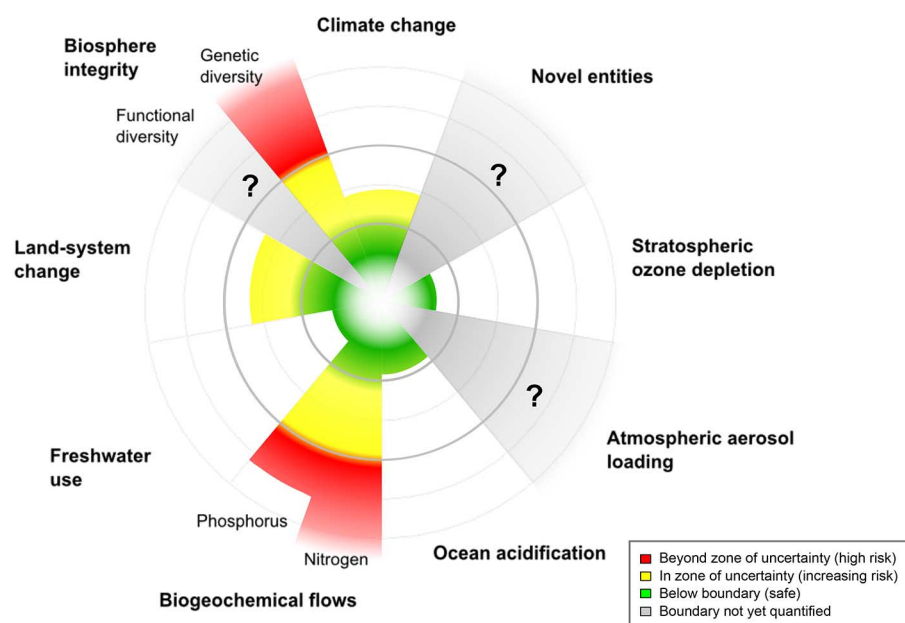 Climate change
Biosphere
integrity
Genetic
diversity
Novel entities
Functional
diversity
?
?
Land-system
change
Stratospheric
ozone depletion
?
Atmospheric aerosol
loading
Freshwater
use
Phosphorus
Nitrogen
Ocean acidification
Biogeochemical flows
Beyond zone of uncertainty (high risk)
In zone of uncertainty (increasing risk)
Below boundary (safe)
Boundary not yet quantified